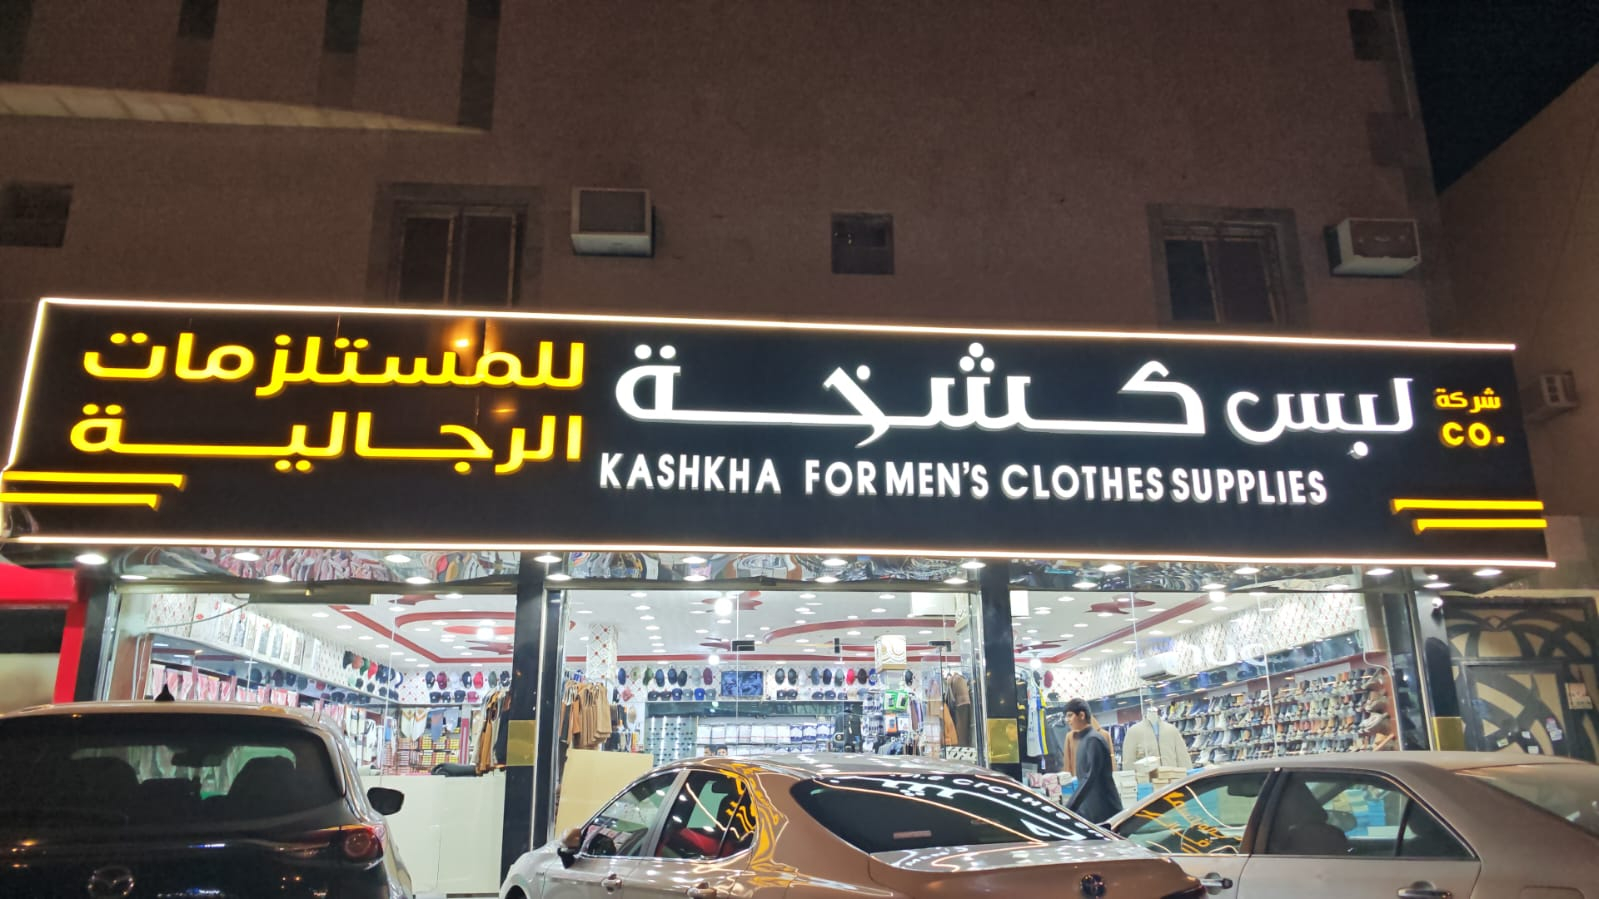 شركة
CO.
لبس كشخة
KASHKHA FOR MEN'S CLOTHES SUPPLIES
للمستلزمات
الرجالية